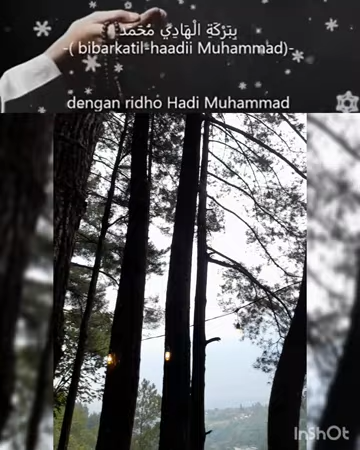 بِبَرْكَةِ الْهَادِي مُحَمَّدْ
-( bibarkatil-haadii Muhammad)-
dengan ridho Hadi Muhammad
InShOt